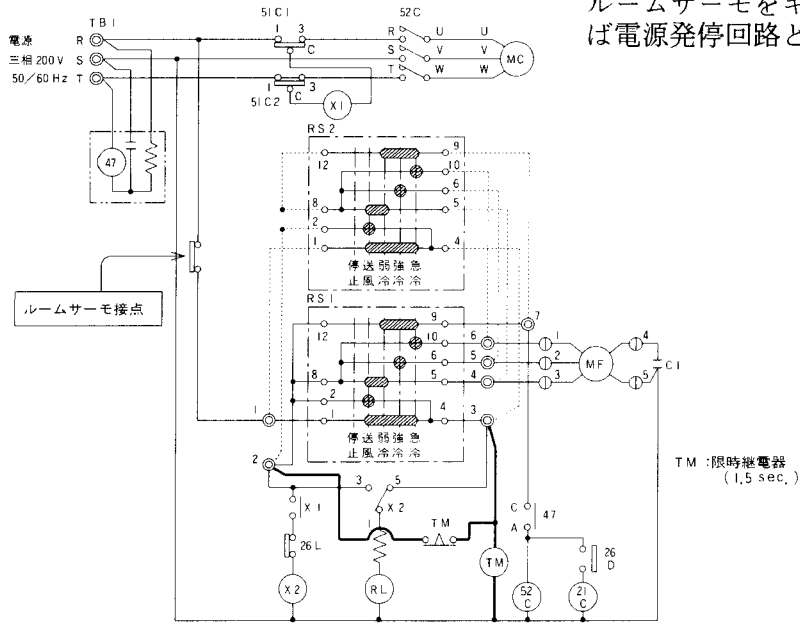 ルームサーモをキ
ば電源発停回路と
TB1
51C1
52C
電源 R
三相200V S
50/60Hz T
1 3
C
R U U
S V V
T W W
MC
1 3
C
51C2
X1
47
RS2
12 9
10
6
8 5
2
1 4
停送弱強急
止風冷冷冷
ルームサーモ接点
RS1
12 9 7
10 6 1 4
6 5 2 MF
8 5 4 3 5 C1
2
1 1 4 3
停送弱強急
止風冷冷冷
2
TM:限時継電器
(1.5 sec.)
3 5
X1 X2
1
TM
C
A
47
26L
TM
26
D
X2
RL
52
C
21
C